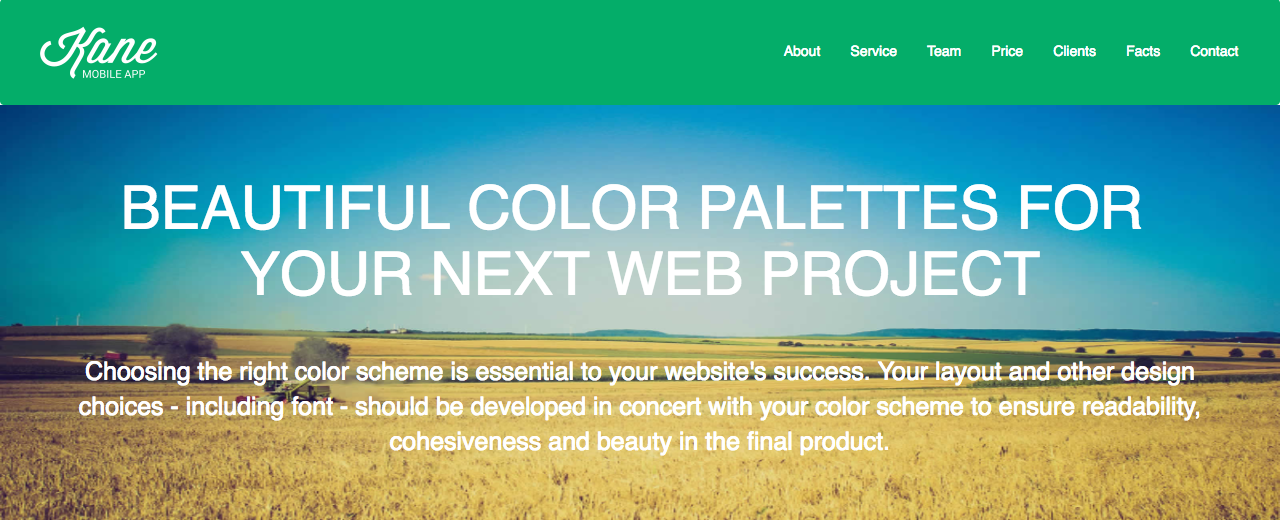 Kane
MOBILE APP
About Service Team Price Clients Facts Contact
BEAUTIFUL COLOR PALETTES FOR
YOUR NEXT WEB PROJECT
Choosing the right color scheme is essential to your website's success. Your layout and other design
choices - including font - should be developed in concert with your color scheme to ensure readability,
cohesiveness and beauty in the final product.